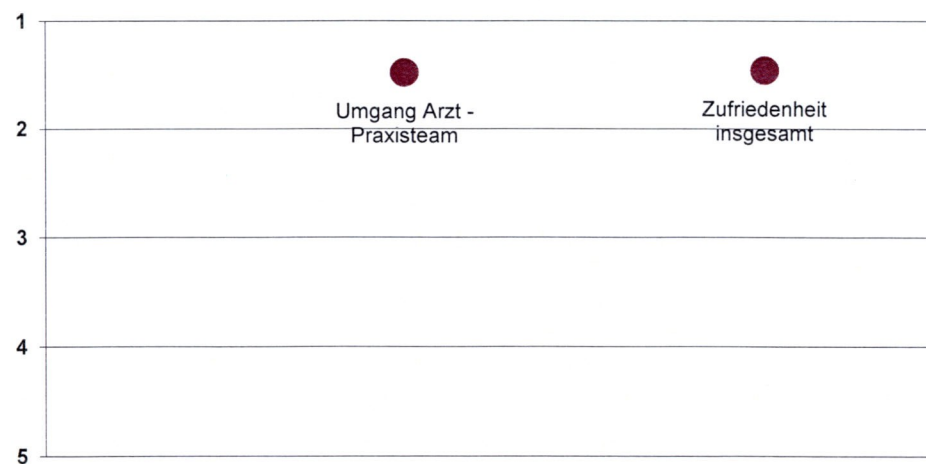 1
Umgang Arzt -
Praxisteam
Zufriedenheit
insgesamt
2
3
4
5